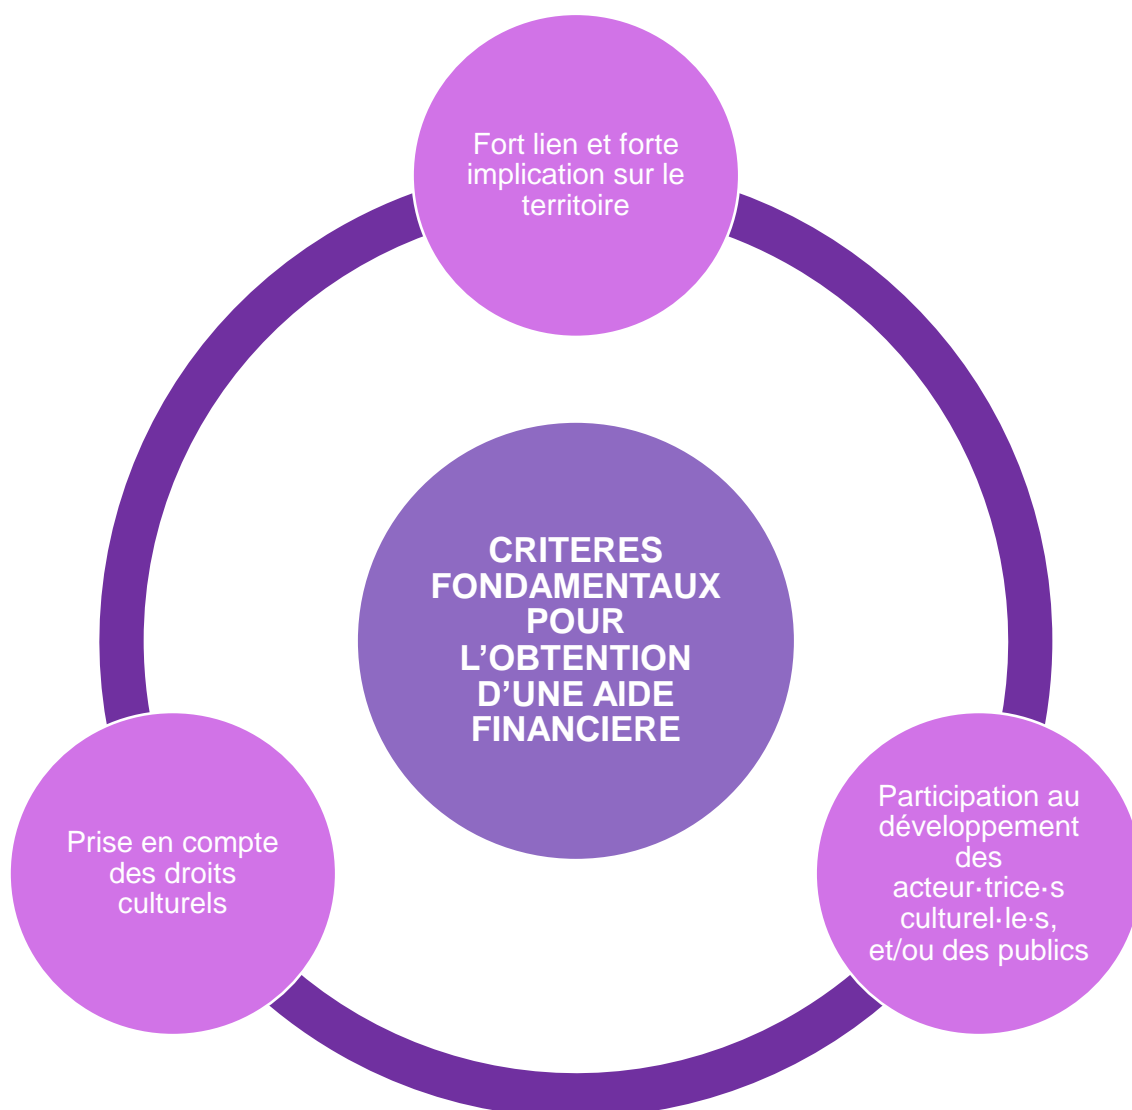 Fort lien et forte
implication sur le
territoire
CRITERES
FONDAMENTAUX
POUR
L’OBTENTION
D’UNE AIDE
FINANCIERE
Prise en compte
des droits
culturels
Participation au
développement
des
acteur·trice·s
culturel·le·s,
et/ou des publics